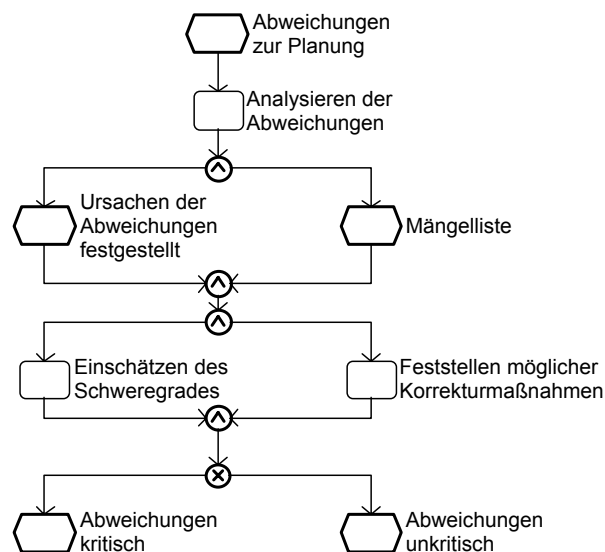 Abweichungen
zur Planung
Analysieren der
Abweichungen
Ursachen der
Abweichungen
festgestellt
Mängelliste
Einschätzen des
Schweregrades
Feststellen möglicher
Korrekturmaßnahmen
Abweichungen
kritisch
Abweichungen
unkritisch